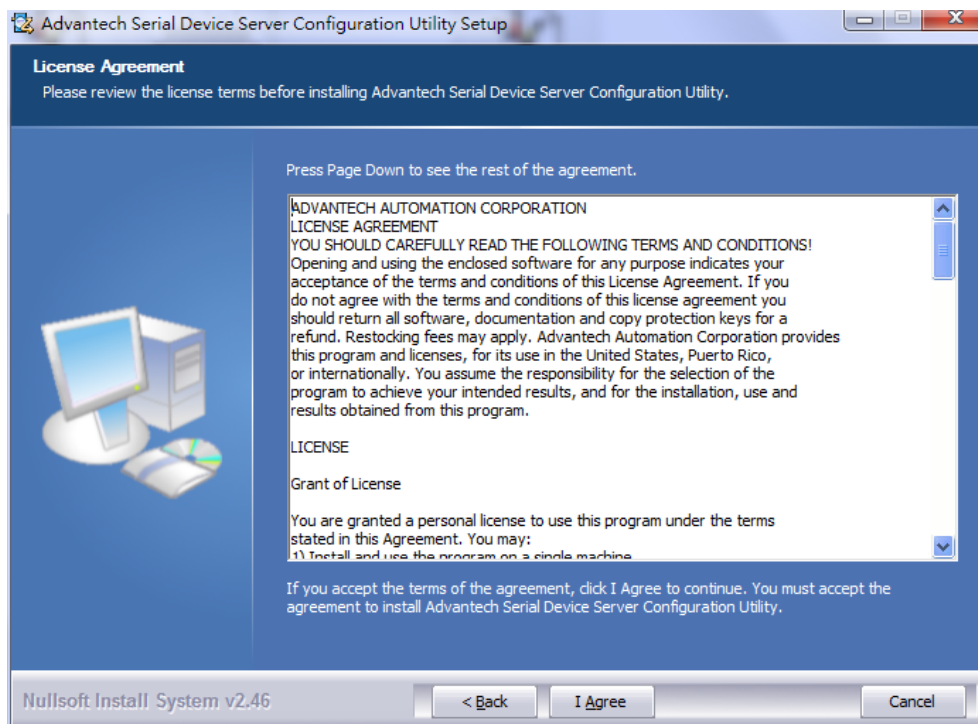 Advantech Serial Device Server Configuration Utility Setup
License Agreement
Please review the license terms before installing Advantech Serial Device Server Configuration Utility.
Press Page Down to see the rest of the agreement.
ADVANTECH AUTOMATION CORPORATION
LICENSE AGREEMENT
YOU SHOULD CAREFULLY READ THE FOLLOWING TERMS AND CONDITIONS!
Opening and using the enclosed software for any purpose indicates your
acceptance of the terms and conditions of this License Agreement. If you
do not agree with the terms and conditions of this license agreement you
should return all software, documentation and copy protection keys for a
refund. Restocking fees may apply. Advantech Automation Corporation provides
this program and licenses, for its use in the United States, Puerto Rico,
or internationally. You assume the responsibility for the selection of the
program to achieve your intended results, and for the installation, use and
results obtained from this program.
LICENSE
Grant of License
You are granted a personal license to use this program under the terms
stated in this Agreement. You may:
1) Install and use the program on a single machine
If you accept the terms of the agreement, click I Agree to continue. You must accept the
agreement to install Advantech Serial Device Server Configuration Utility.
Nullsoft Install System v2.46
< Back
I Agree
Cancel